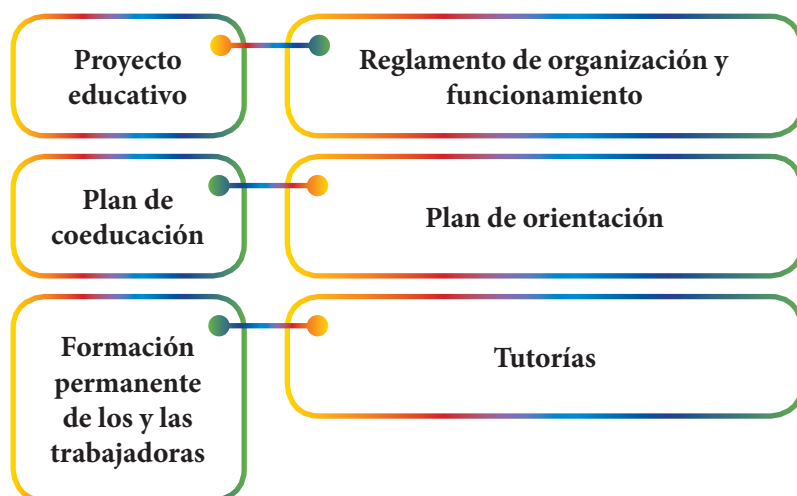 Proyecto
educativo
Reglamento de organización y
funcionamiento
Plan de
coeducación
Plan de orientación
Formación
permanente
de los y las
trabajadoras
Tutorías